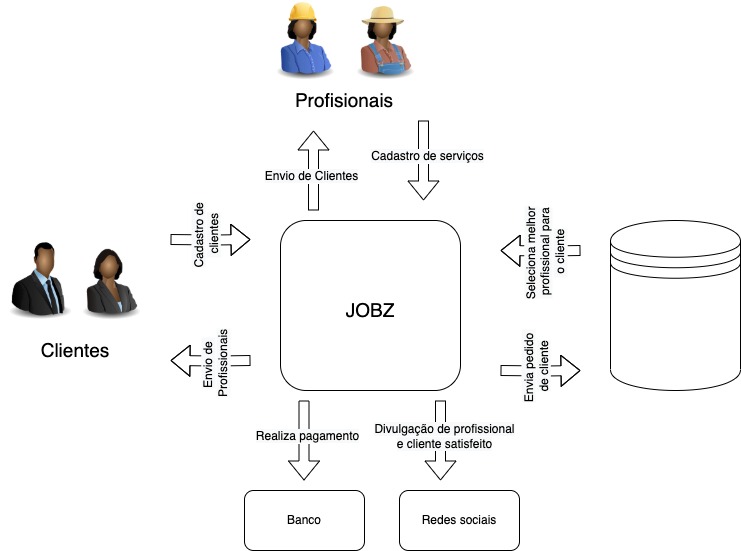 Profisionais
Envio de Clientes
Cadastro de serviços
Cadastro de
clientes
Seleciona melhor
profissional para
o cliente
JOBZ
Clientes
Envio de
Profissionais
Envia pedido
de cliente
Realiza pagamento
Divulgação de profissional
e cliente satisfeito
Banco
Redes sociais